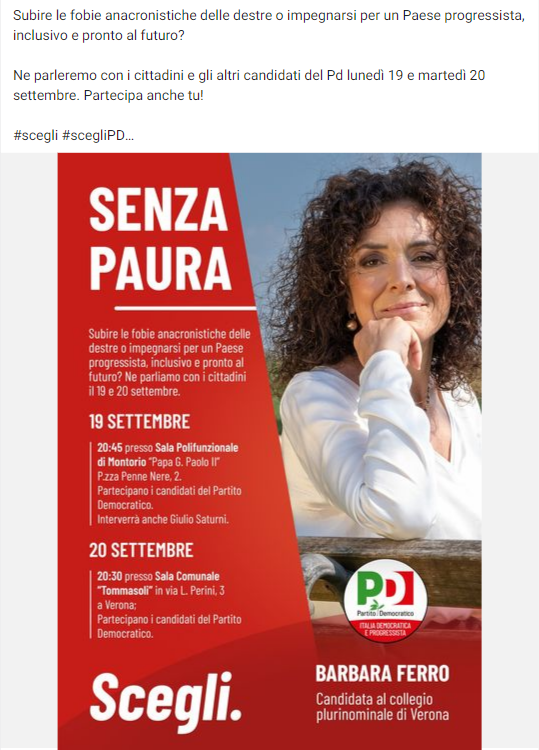 Subire le fobie anacronistiche delle destre o impegnarsi per un Paese progressista,
inclusivo e pronto al futuro?
Ne parleremo con i cittadini e gli altri candidati del Pd lunedì 19 e martedì 20
settembre. Partecipa anche tu!
#scegli #scegliPD...
SENZA
PAURA
Subire le fobie anacronistiche delle
destre o impegnarsi per un Paese
progressista, inclusivo e pronto al
futuro? Ne parliamo con i cittadini
il 19 e 20 settembre.
19 SETTEMBRE
20:45 presso Sala Polifunzionale
di Montorio "Papa G. Paolo II"
P.zza Penne Nere, 2.
Partecipano i candidati del Partito
Democratico.
Interverrà anche Giulio Saturni.
20 SETTEMBRE
20:30 presso Sala Comunale
"Tommasoli" in via L. Perini, 3
a Verona;
Partecipano i candidati del Partito
Democratico.
PD
Partito Democratico
ITALIA DEMOCRATICA
E PROGRESSISTA
Scegli.
BARBARA FERRO
Candidata al collegio
plurinominale di Verona